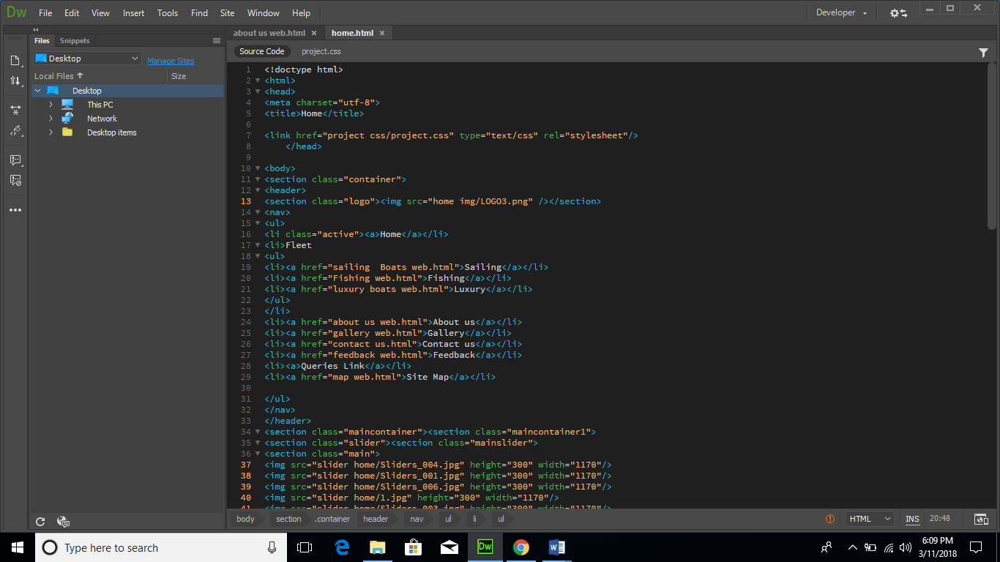 Dw File Edit View Insert Tools Find Site Window Help Developer
Files Snippets
Desktop Manage Sites
Local Files Size
Desktop
This PC
Network
Desktop items
about us web.html × home.html ×
Source Code project.css
1 <!doctype html>
2 <html>
3 <head>
4 <meta charset="utf-8">
5 <title>Home</title>
6
7 <link href="project css/project.css" type="text/css" rel="stylesheet"/>
8 </head>
9
10 <body>
11 <section class="container">
12 <header>
13 <section class="logo"><img src="home img/LOGO3.png" /></section>
14 <nav>
15 <ul>
16 <li class="active"><a>Home</a></li>
17 <li>Fleet
18 <ul>
19 <li><a href="sailing  Boats web.html">Sailing</a></li>
20 <li><a href="Fishing web.html">Fishing</a></li>
21 <li><a href="luxury boats web.html">Luxury</a></li>
22 </ul>
23 </li>
24 <li><a href="about us web.html">About us</a></li>
25 <li><a href="gallery web.html">Gallery</a></li>
26 <li><a href="contact us.html">Contact us</a></li>
27 <li><a href="feedback web.html">Feedback</a></li>
28 <li><a>Queries Link</a></li>
29 <li><a href="map web.html">Site Map</a></li>
30
31 </ul>
32 </nav>
33 </header>
34 <section class="maincontainer"><section class="maincontainer1">
35 <section class="slider"><section class="mainslider">
36 <section class="main">
37 <img src="slider home/Sliders_004.jpg" height="300" width="1170"/>
38 <img src="slider home/Sliders_001.jpg" height="300" width="1170"/>
39 <img src="slider home/Sliders_006.jpg" height="300" width="1170"/>
40 <img src="slider home/1.jpg" height="300" width="1170"/>
41 <img src="slider home/Sliders_003.jpg" height="300" width="1170"/>
body section .container header nav ul li ul HTML INS 20:48
Type here to search
Dw
6:09 PM
3/11/2018